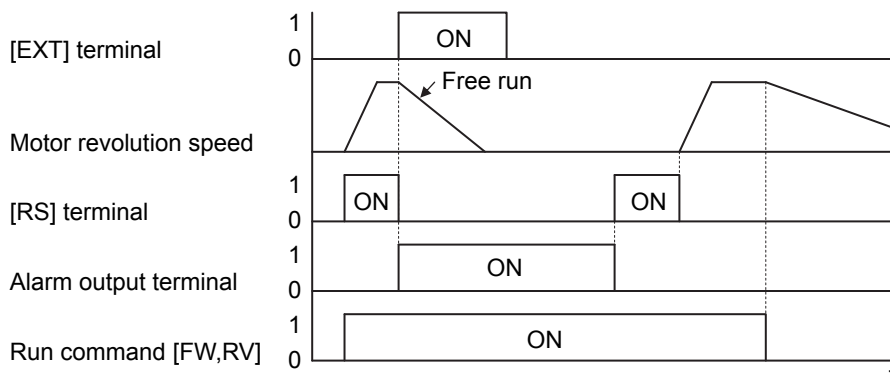 1
[EXT] terminal
ON
0
Free run
Motor revolution speed
1
[RS] terminal
ON
ON
0
1
Alarm output terminal
ON
0
1
Run command [FW,RV]
ON
0